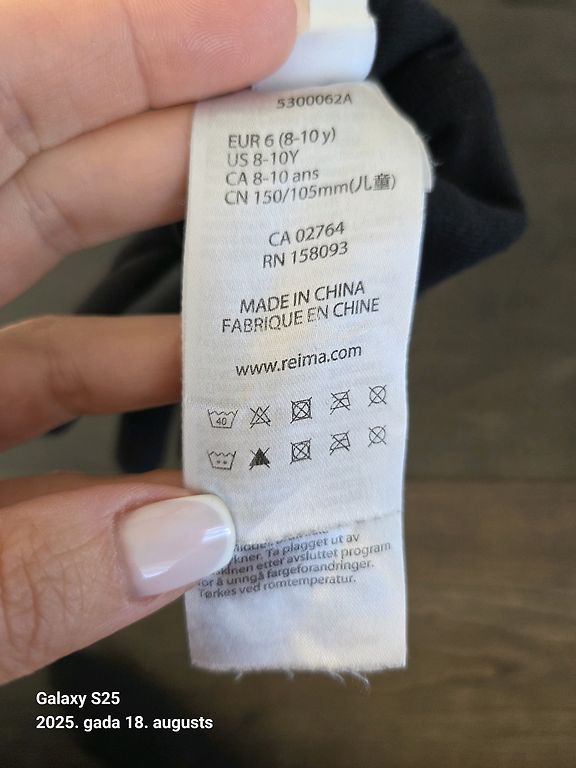 5300062A
EUR 6 (8-10 y)
US 8-10Y
CA 8-10 ans
CN 150/105mm(儿童)
CA 02764
RN 158093
MADE IN CHINA
FABRIQUE EN CHINE
www.reima.com
40
Ta plagget ut av
etter avsluttet program
for å unngå fargeforandringer.
Tørkes ved romtemperatur.
Galaxy S25
2025. gada 18. augusts